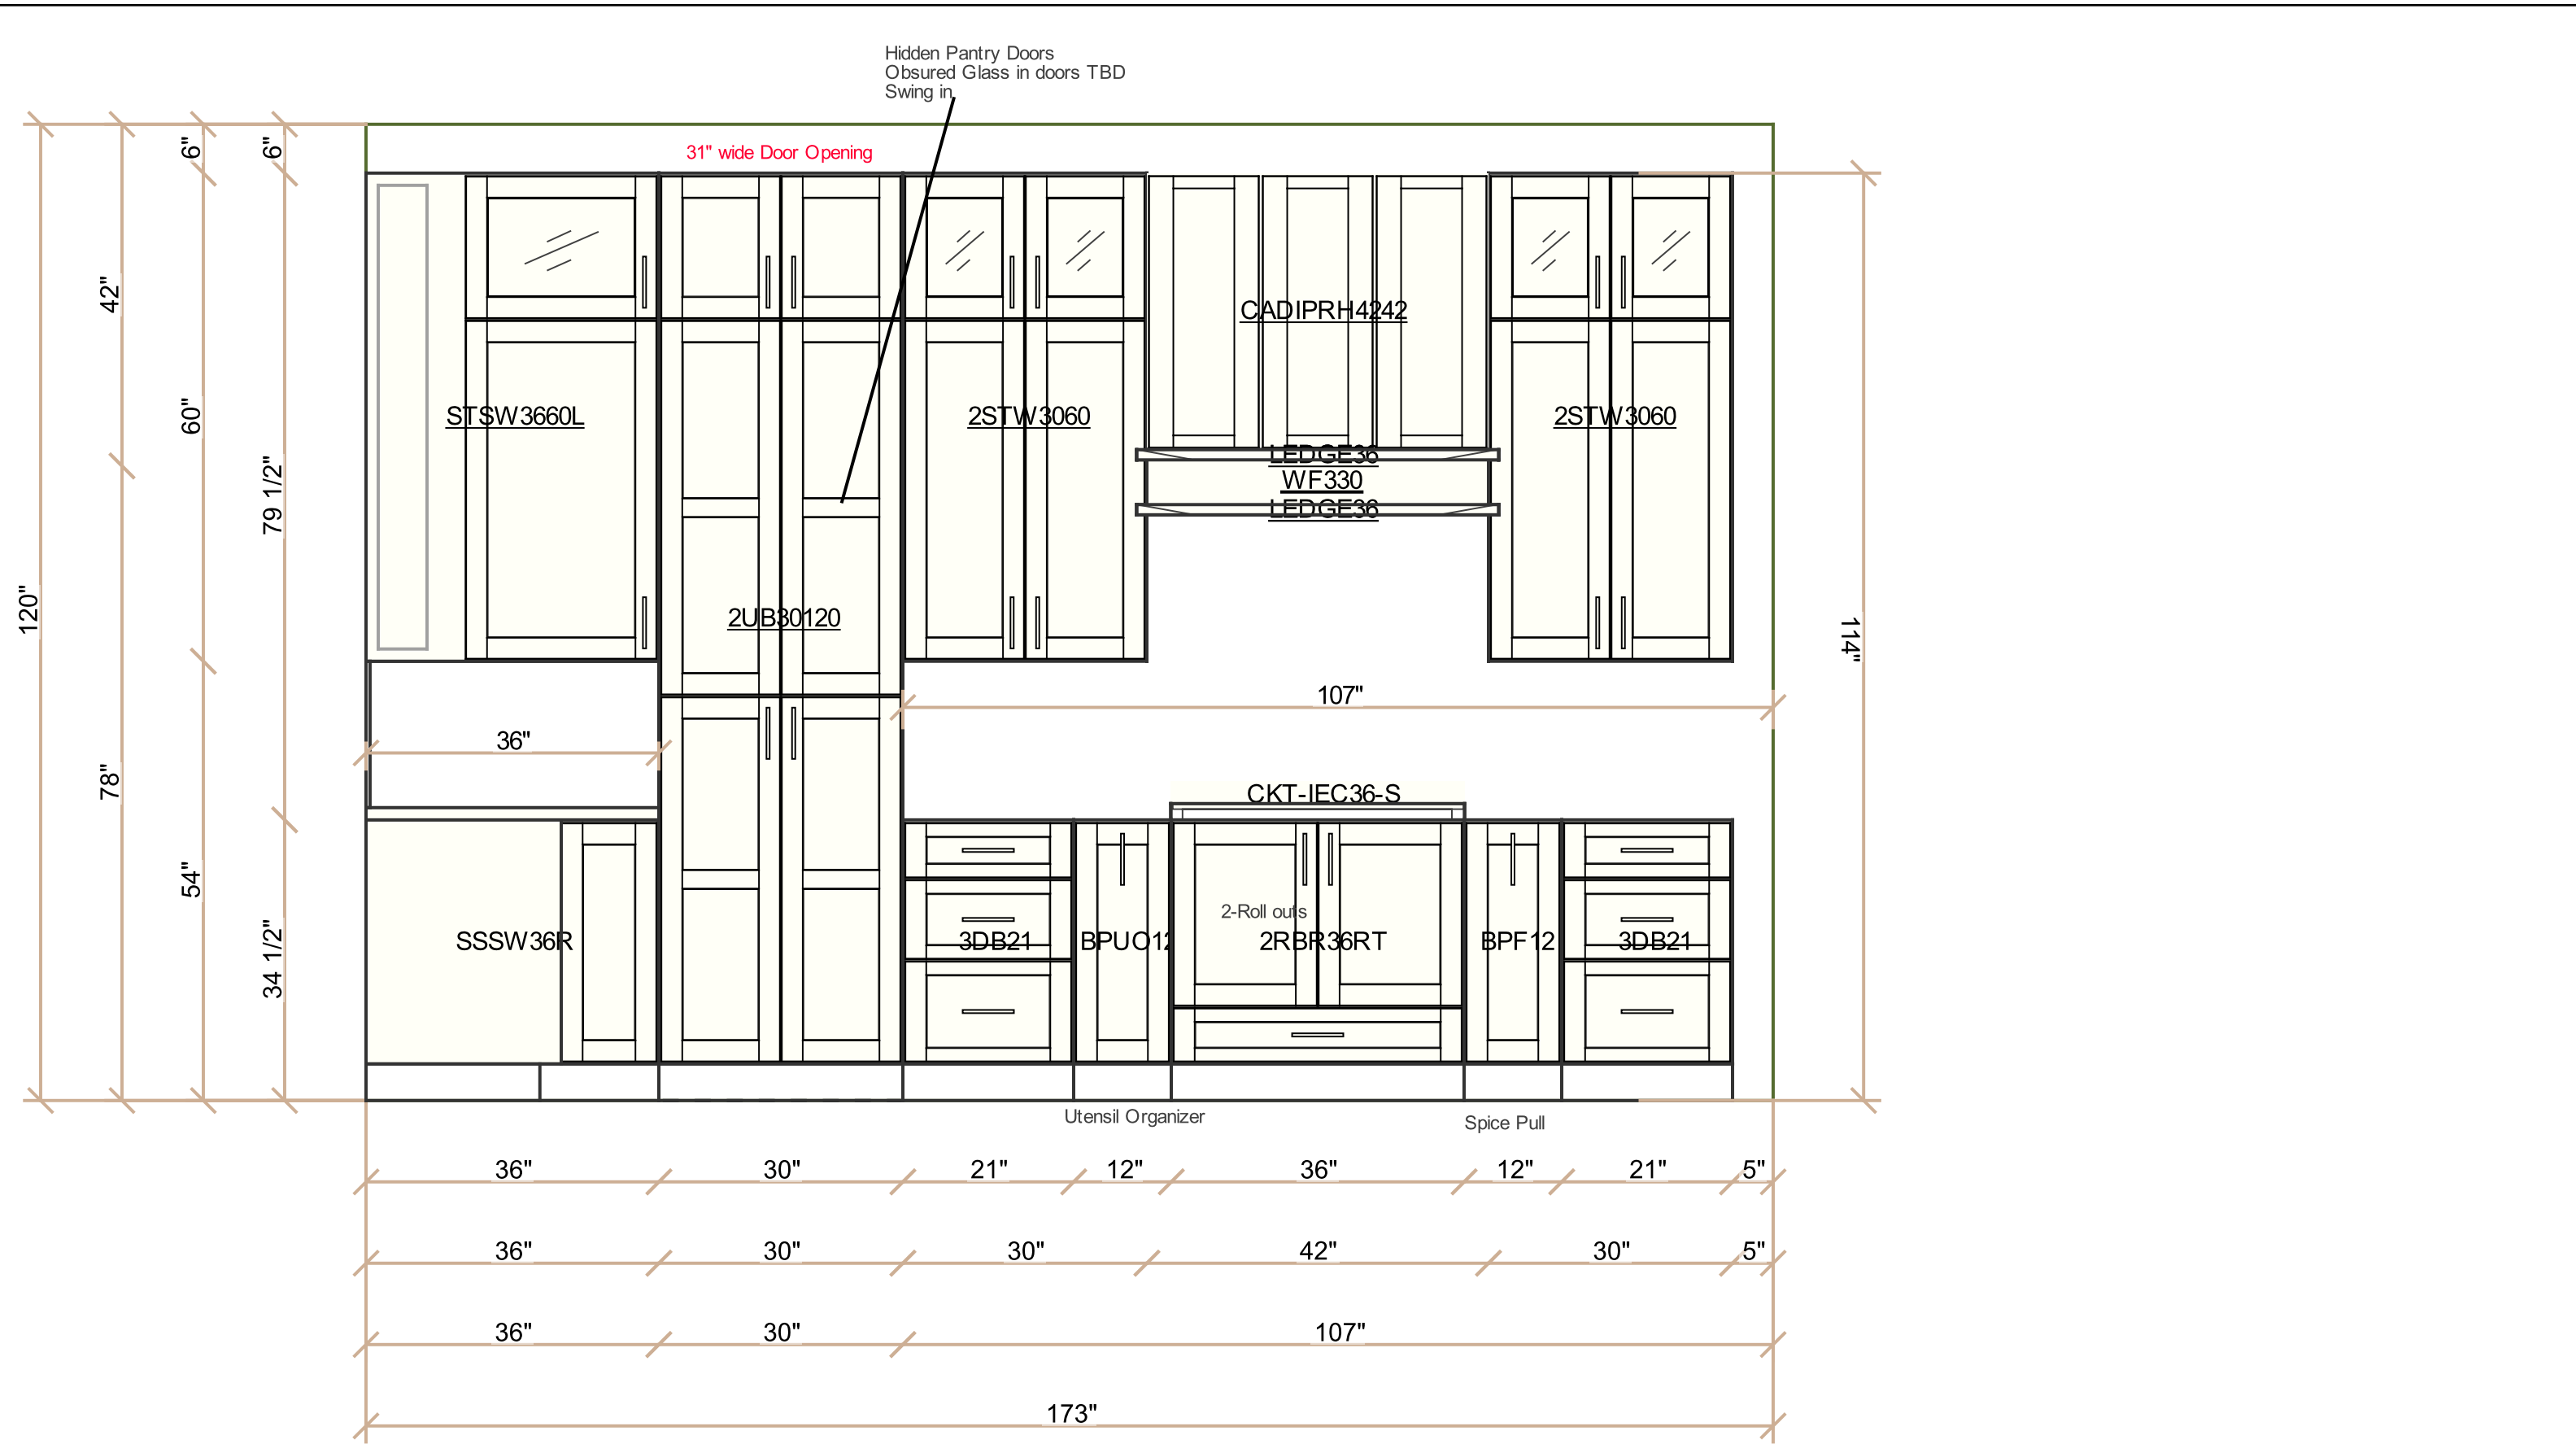 Hidden Pantry Doors
Obsured Glass in doors TBD
Swing in
31" wide Door Opening
6"
6"
42"
60"
79 1/2"
120"
78"
54"
34 1/2"
114"
STSW3660L
2UB30120
2STW3060
CADIPRH4242
LEDGE36
WF330
LEDGE36
2STW3060
107"
36"
CKT-IEC36-S
2-Roll outs
SSSW36R
3DB21
BPUO12
2RBR36RT
BPF12
3DB21
Utensil Organizer
Spice Pull
36" 30" 21" 12" 36" 12" 21" 5"
36" 30" 30" 42" 30" 5"
36" 30" 107"
173"